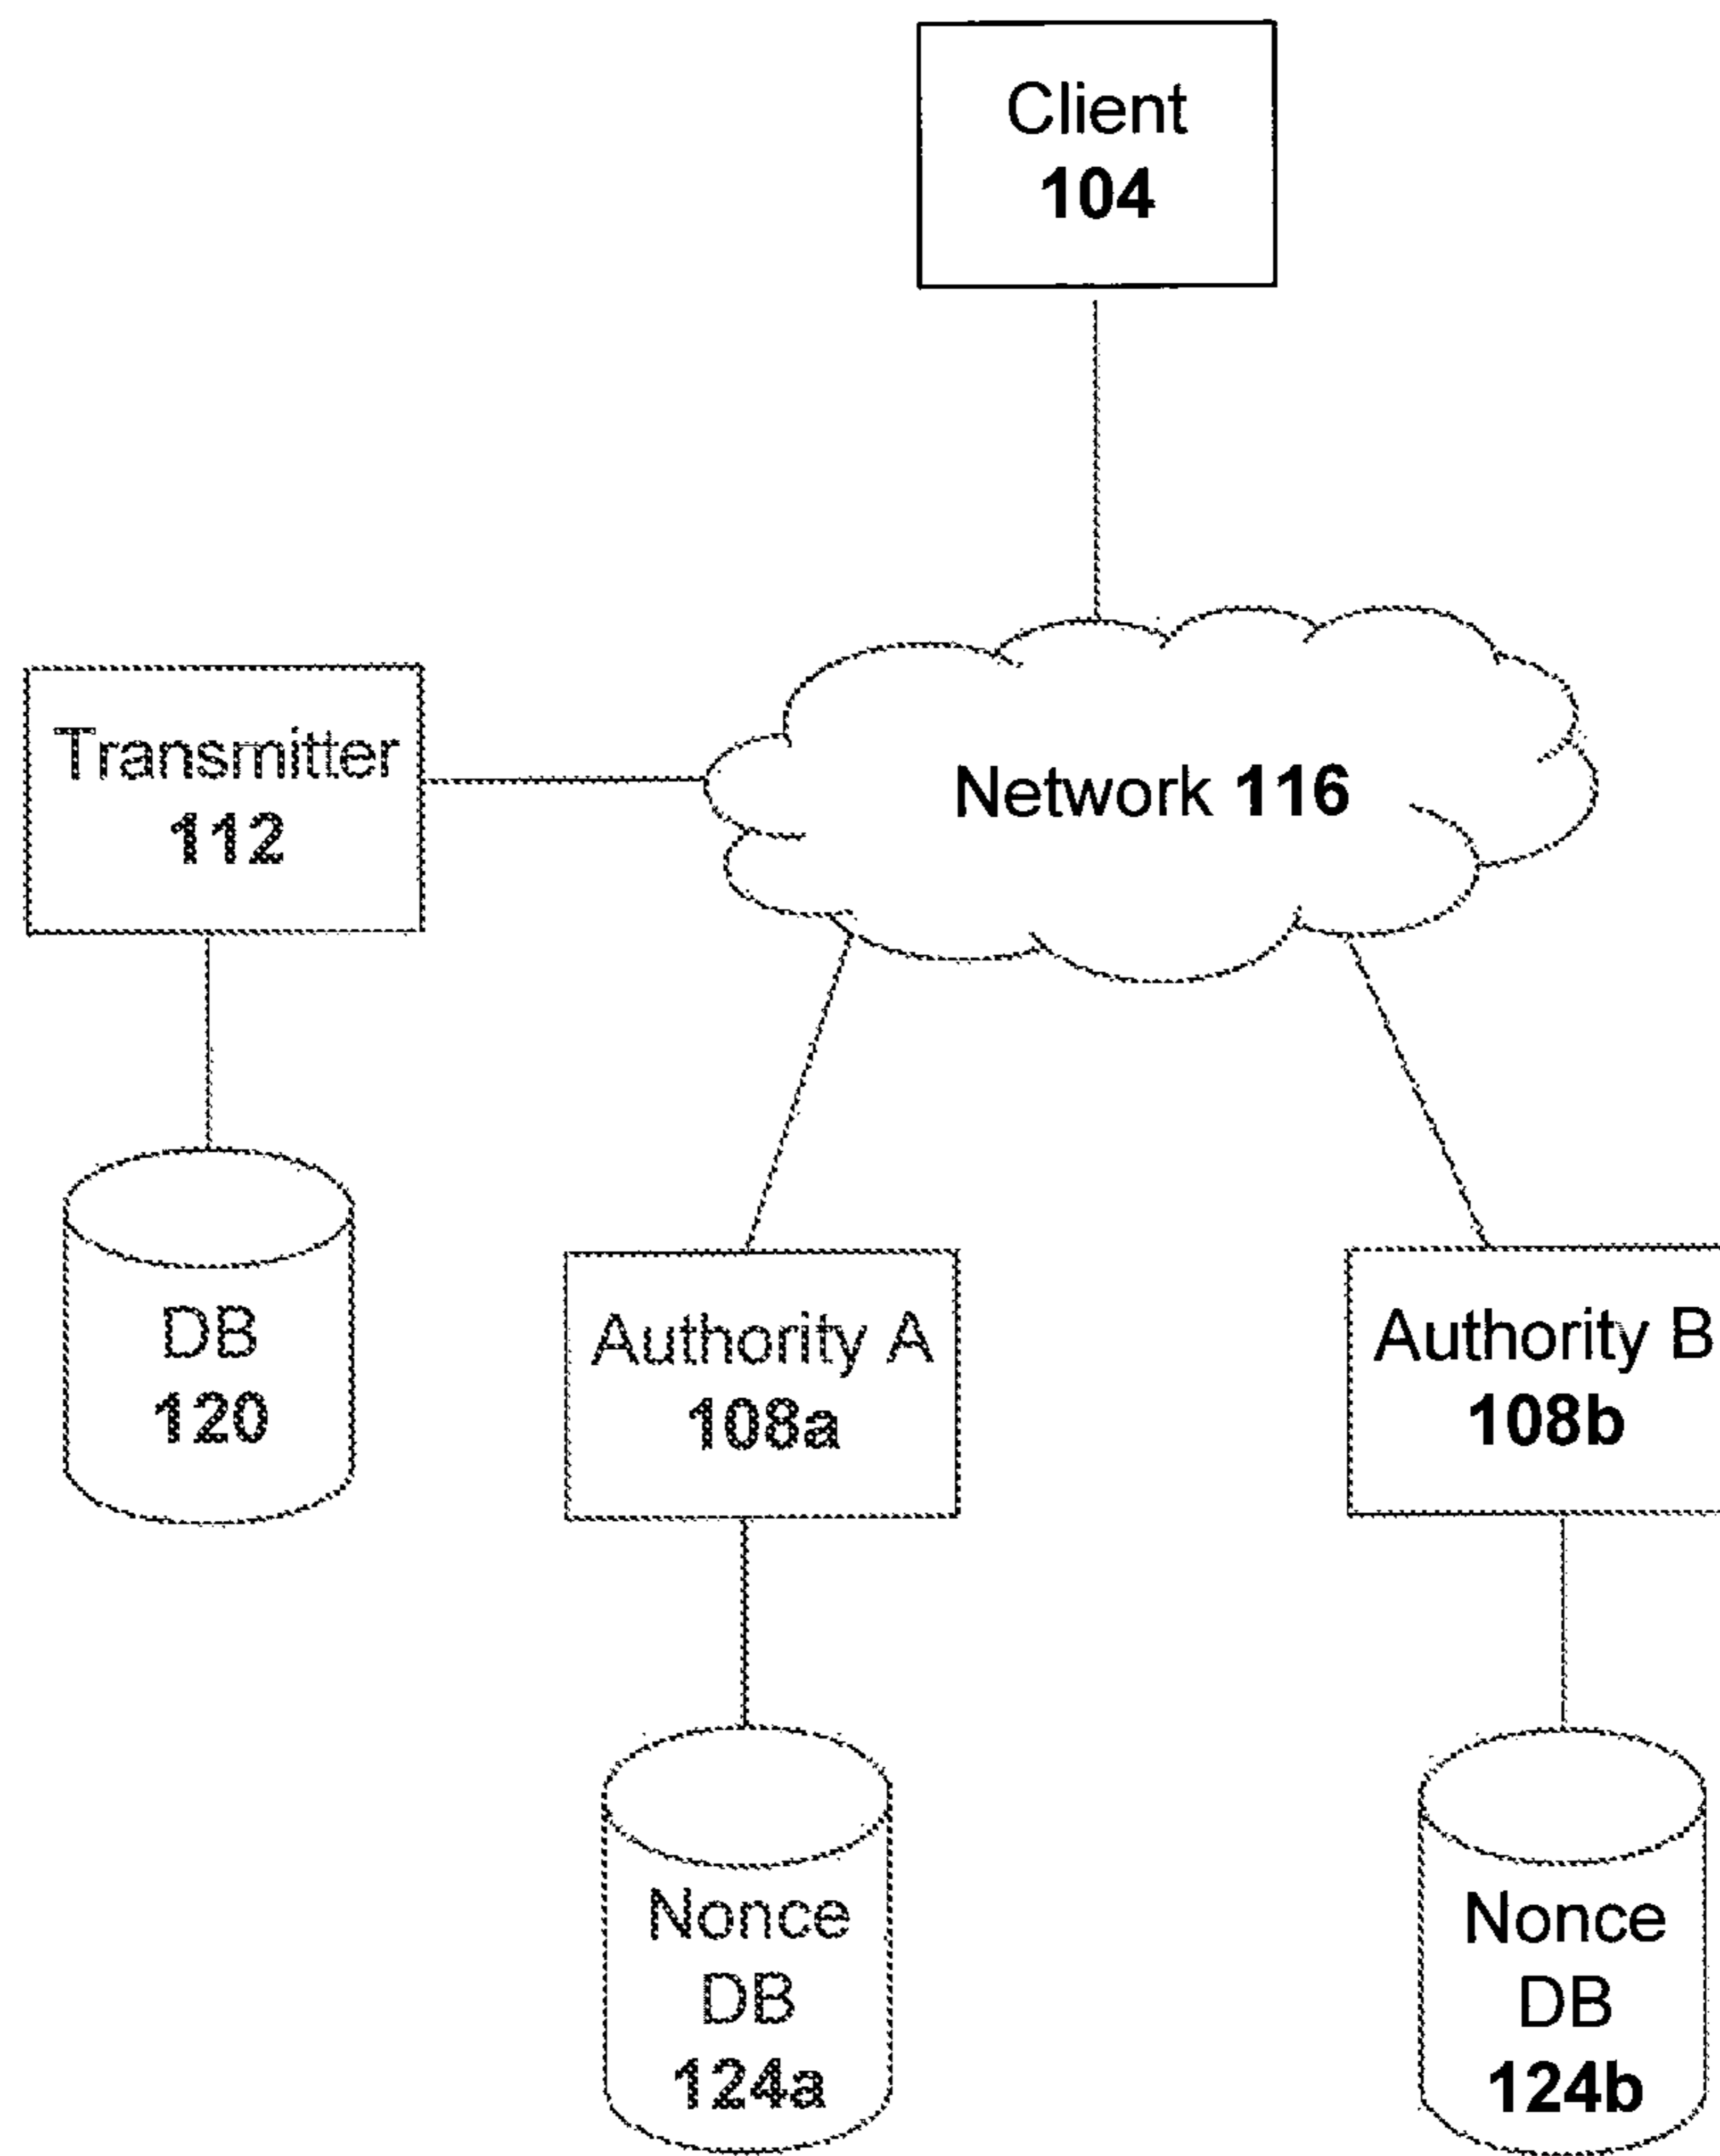 Client
104
Transmitter
112
Network 116
DB
120
Authority A
108a
Authority B
108b
Nonce
DB
124a
Nonce
DB
124b